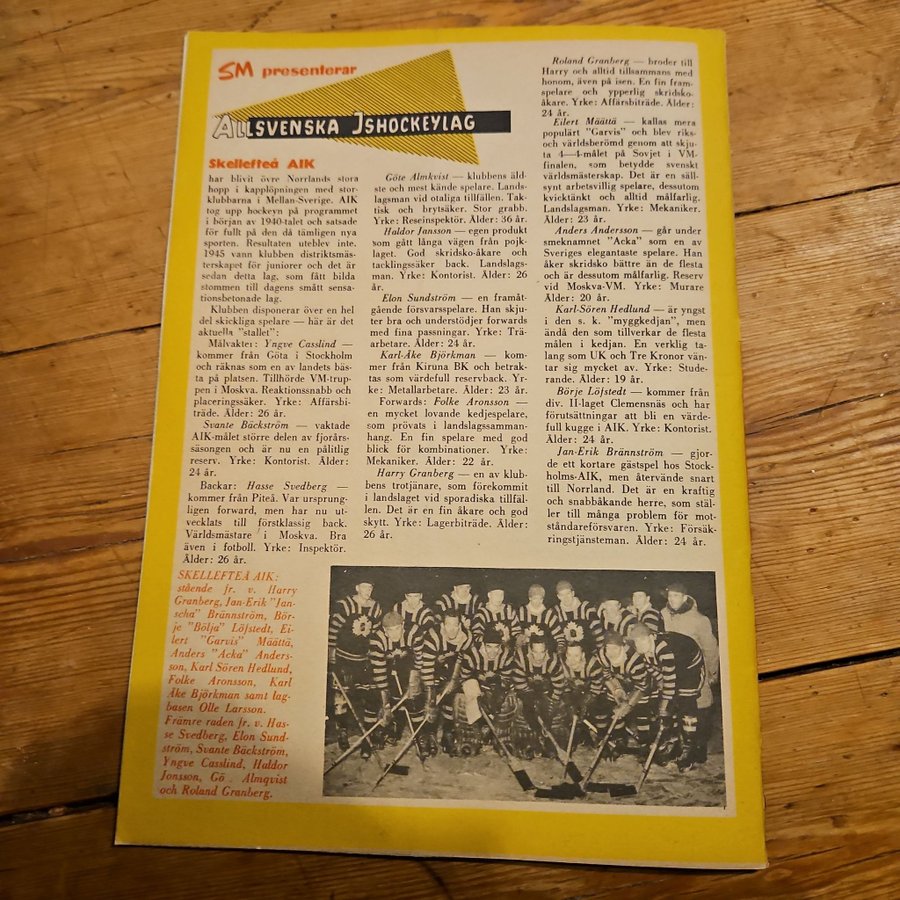 SM presenterar
ALLSVENSKA ISHOCKEYLAG
Skellefteå AIK
har blivit övre Norrlands stora
hopp i kapplöpningen med stor-
klubbarna i Mellan-Sverige. AIK
tog upp hockeyn på programmet
i början av 1940-talet och satsade
för fullt på den då tämligen nya
sporten. Resultaten uteblev inte.
1945 vann klubben distriktsmäs-
terskapet för juniorer och det är
sedan detta lag, som fått bilda
stommen till dagens smått sensa-
tionsbetonade lag.
Klubben disponerar över en hel
del skickliga spelare — här är det
aktuella "stallet":
Målvakter: Yngve Casslind —
kommer från Göta i Stockholm
och räknas som en av landets bäs-
ta på platsen. Tillhörde VM-trup-
pen i Moskva. Reaktionssnabb och
placeringssäker. Yrke: Affärsbi-
träde. Ålder: 26 år.
Svante Bäckström — vaktade
AIK-målet större delen av fjorårs-
säsongen och är nu en pålitlig
reserv. Yrke: Kontorist. Ålder:
24 år.
Backar: Hasse Svedberg —
kommer från Piteå. Var ursprung-
ligen forward, men har nu ut-
vecklats till förstklassig back.
Världsmästare i Moskva. Bra
även i fotboll. Yrke: Inspektör.
Ålder: 26 år.
Göte Almkvist — klubbens äld-
ste och mest kände spelare. Lands-
lagsman vid otaliga tillfällen. Tak-
tisk och brytsäker. Stor grabb.
Yrke: Reseinspektör. Ålder: 36 år.
Haldor Jonsson — egen produkt
som gått långa vägen från pojk-
laget. God skridsko-åkare och
tacklingssäker back. Landslags-
man. Yrke: Kontorist. Ålder: 26
år.
Elon Sundström — en framåt-
gående försvarsspelare. Han skju-
ter bra och understödjer forwards
med fina passningar. Yrke: Trä-
arbetare. Ålder: 24 år.
Karl-Åke Björkman — kom-
mer från Kiruna BK och betrak-
tas som värdefull reservback. Yr-
ke: Metallarbetare. Ålder: 23 år.
Forwards: Folke Aronsson —
en mycket lovande kedjespelare,
som prövats i landslagssamman-
hang. En fin spelare med god
blick för kombinationer. Yrke:
Mekaniker. Ålder: 22 år.
Harry Granberg — en av klub-
bens trotjänare, som förekommit
i landslaget vid sporadiska tillfäl-
len. Det är en fin åkare och god
skytt. Yrke: Lagerbiträde. Ålder:
26 år.
Roland Granberg — broder till
Harry och alltid tillsammans med
honom, även på isen. En fin fram-
spelare och ypperlig skridsko-
åkare. Yrke: Affärsbiträde. Ålder:
24 år.
Eilert Määttä — kallas mera
populärt "Garvis" och blev riks-
och världsberömd genom att skju-
ta 4—4-målet på Sovjet i VM-
finalen, som betydde svenskt
världsmästerskap. Det är en säll-
synt arbetsvillig spelare, dessutom
kvicktänkt och alltid målfarlig.
Landslagsman. Yrke: Mekaniker.
Ålder: 23 år.
Anders Andersson — går under
smeknamnet "Acka" som en av
Sveriges elegantaste spelare. Han
åker skridsko bättre än de flesta
och är dessutom målfarlig. Reserv
vid Moskva-VM. Yrke: Murare
Ålder: 20 år.
Karl-Sören Hedlund — är yngst
i den s. k. "myggkedjan", men
ändå den som tillverkar de flesta
målen i kedjan. En verklig ta-
lang som UK och Tre Kronor vän-
tar sig mycket av. Yrke: Stude-
rande. Ålder: 19 år.
Börje Löfstedt — kommer från
div. II-laget Clemensnäs och har
förutsättningar att bli en värde-
full kugge i AIK. Yrke: Kontorist.
Ålder: 24 år.
Jan-Erik Brännström — gjor-
de ett kortare gästspel hos Stock-
holms-AIK, men återvände snart
till Norrland. Det är en kraftig
och snabbåkande herre, som stäl-
ler till många problem för mot-
ståndareförsvaren. Yrke: Försäk-
ringstjänsteman. Ålder: 24 år.
SKELLEFTEÅ AIK:
stående fr. v. Harry
Granberg, Jan-Erik "Jan-
scha" Brännström, Bör-
je "Bölja" Löfstedt, Ei-
lert "Garvis" Määttä,
Anders "Acka" Anders-
son, Karl Sören Hedlund,
Folke Aronsson, Karl
Åke Björkman samt lag-
basen Olle Larsson.
Främre raden fr. v. Has-
se Svedberg, Elon Sund-
ström, Svante Bäckström,
Yngve Casslind, Haldor
Jonsson, Gö . Almqvist
och Roland Granberg.